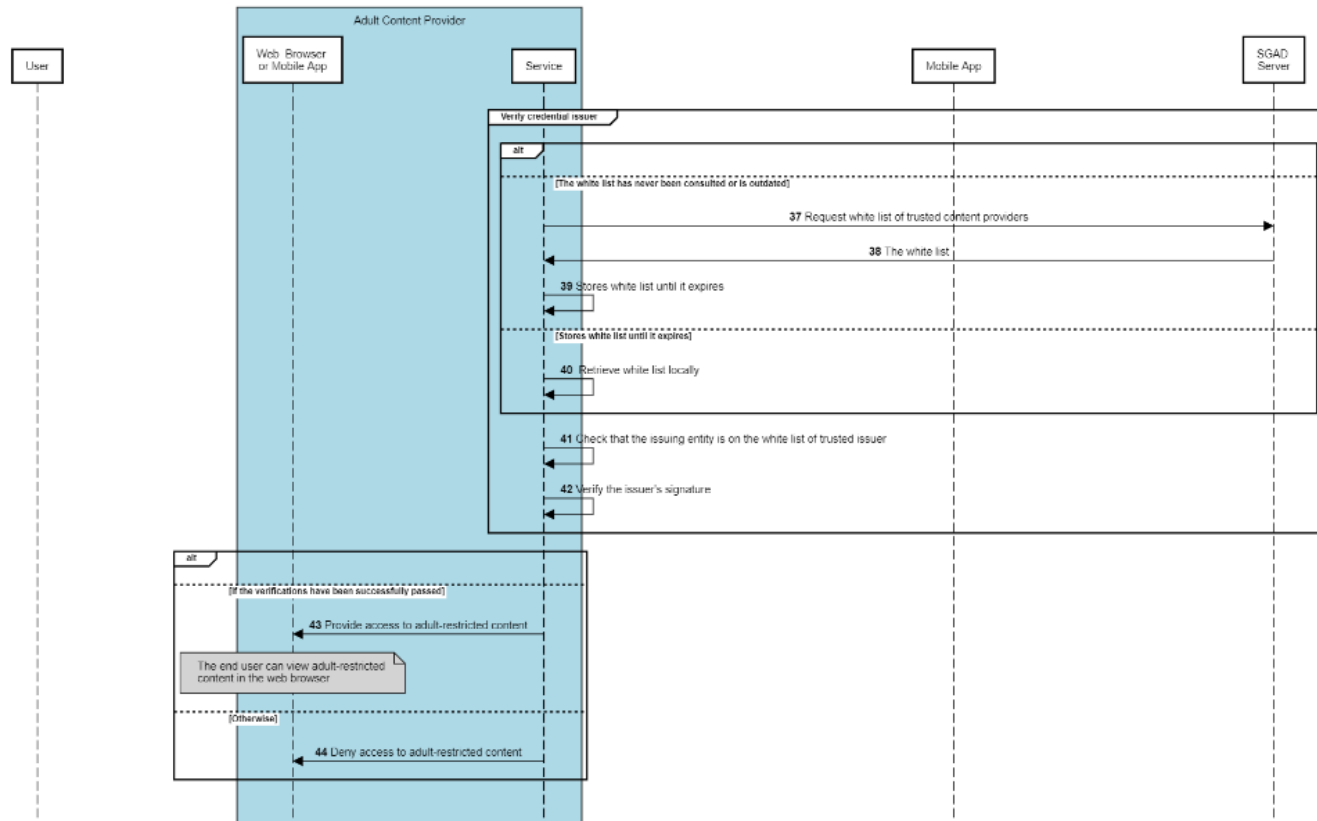 Adult Content Provider
User
Web Browser
or Mobile App
Service
Mobile App
SGAD
Server
Verify credential issuer
alt
[The white list has never been consulted or is outdated]
37 Request white list of trusted content providers
38 The white list
39 Stores white list until it expires
[Stores white list until it expires]
40 Retrieve white list locally
41 Check that the issuing entity is on the white list of trusted issuer
42 Verify the issuer's signature
alt
[If the verifications have been successfully passed]
43 Provide access to adult-restricted content
The end user can view adult-restricted
content in the web browser
[Otherwise]
44 Deny access to adult-restricted content